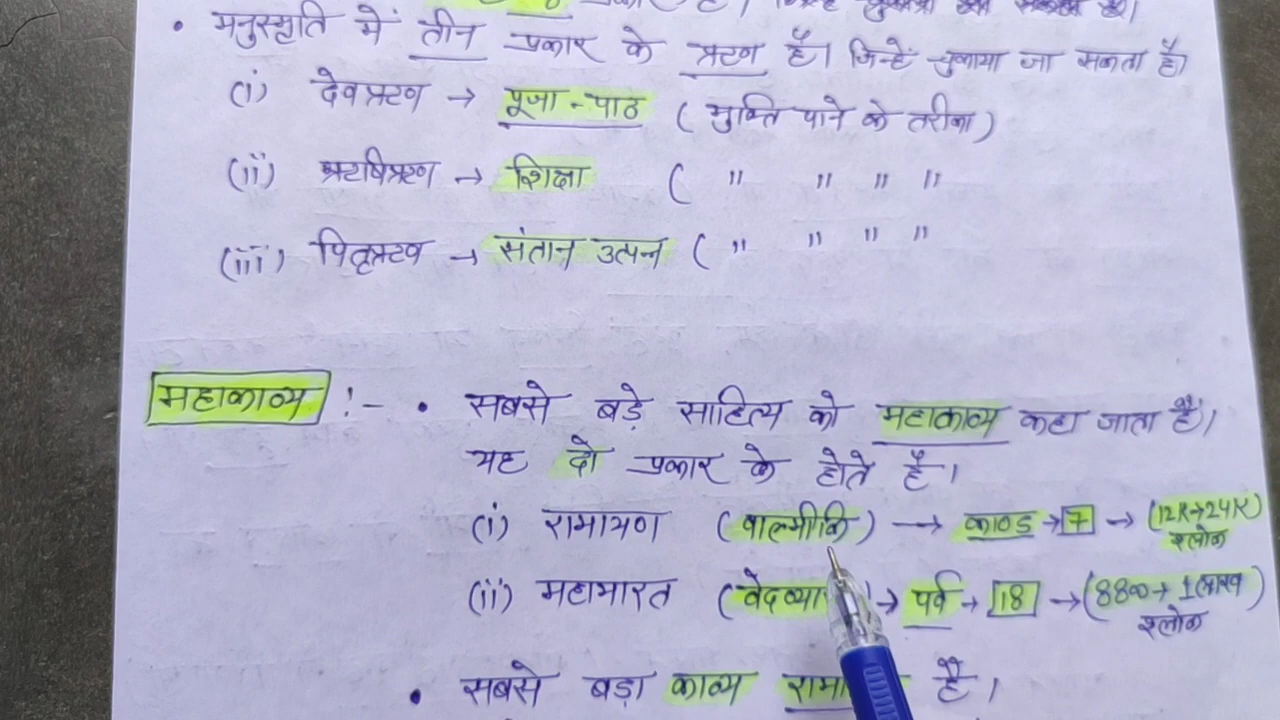 • मनुस्मृति में तीन प्रकार के ऋण हैं। जिन्हें चुकाया जा सकता है।
(i) देवऋण → पूजा-पाठ (मुक्ति पाने के तरीका)
(ii) ऋषिऋण → शिक्षा ( " " " "
(iii) पितृऋण → संतान उत्पन्न ( " " " "
महाकाव्य :- • सबसे बड़े साहित्य को महाकाव्य कहा जाता है।
यह दो प्रकार के होते हैं।
(i) रामायण (वाल्मीकि) → काण्ड → 7 → (12K→24K) श्लोक
(ii) महाभारत → पर्व → 18 → (8800→1लाख) श्लोक
• सबसे बड़ा काव्य है।